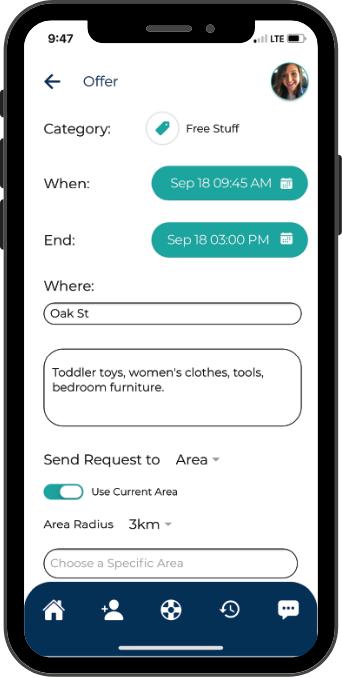 9:47
LTE
Offer
Category:
Free Stuff
When:
Sep 18 09:45 AM
End:
Sep 18 03:00 PM
Where:
Oak St
Toddler toys, women's clothes, tools,
bedroom furniture.
Send Request to Area
Use Current Area
Area Radius 3km
Choose a Specific Area